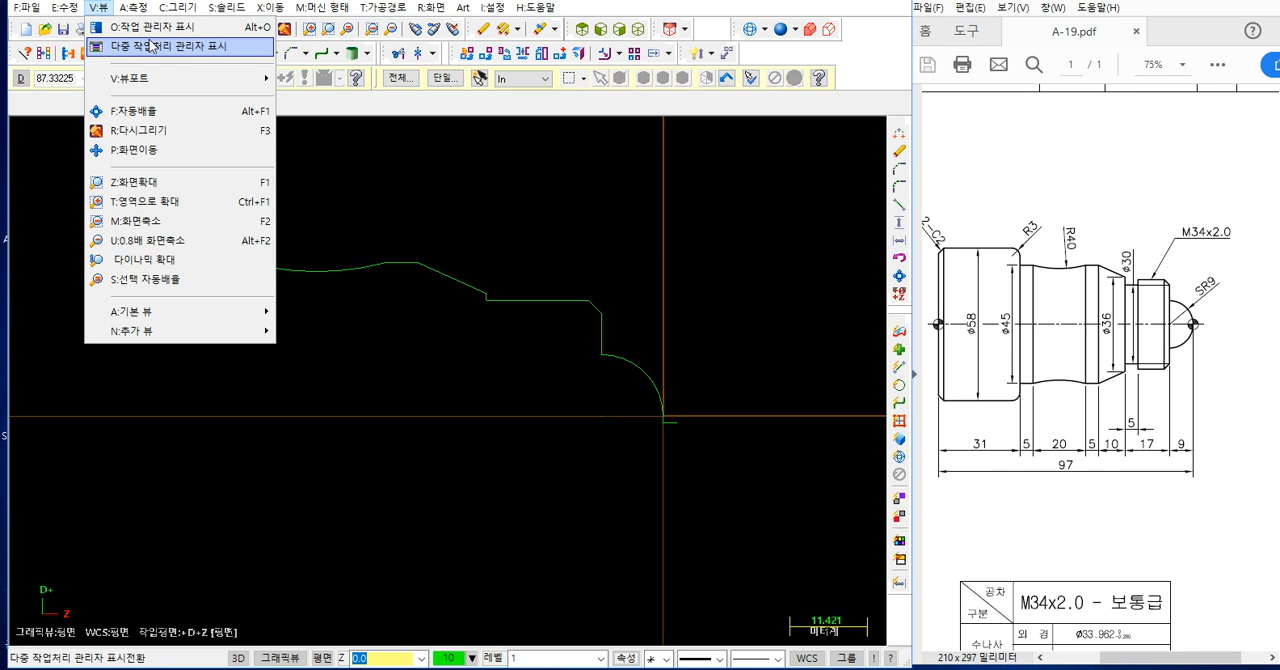 F:파일 E:수정 V:뷰 A:측정 C:그리기 S:솔리드 X:이동 M:머신 형태 T:가공경로 R:화면 Art I:설정 H:도움말
O:작업 관리자 표시 Alt+O
다중 작업처리 관리자 표시
V:뷰포트
F:자동배율 Alt+F1
R:다시그리기 F3
P:화면이동
Z:화면확대 F1
T:영역으로 확대 Ctrl+F1
M:화면축소 F2
U:0.8배 화면축소 Alt+F2
다이나믹 확대
S:선택 자동배율
A:기본 뷰
N:추가 뷰
D 87.33225
전체... 단일... In
D+
Z
그래픽뷰:평면 WCS:평면 작업평면:+D+Z [평면]
11.421
미터계
다중 작업처리 관리자 표시전환 3D 그래픽뷰 평면 Z 0.0 10 레벨 1 속성 WCS 그룹 ! ?
파일(F) 편집(E) 보기(V) 창(W) 도움말(H)
홈 도구 A-19.pdf ×
1 / 1 75%
2-C2
R3
R40
M34x2.0
ø30
SR9
ø58
ø45
ø36
5
31 5 20 5 10 17 9
97
공차
구분
M34x2.0 - 보통급
수나사 외 경
210 x 297 밀리미터